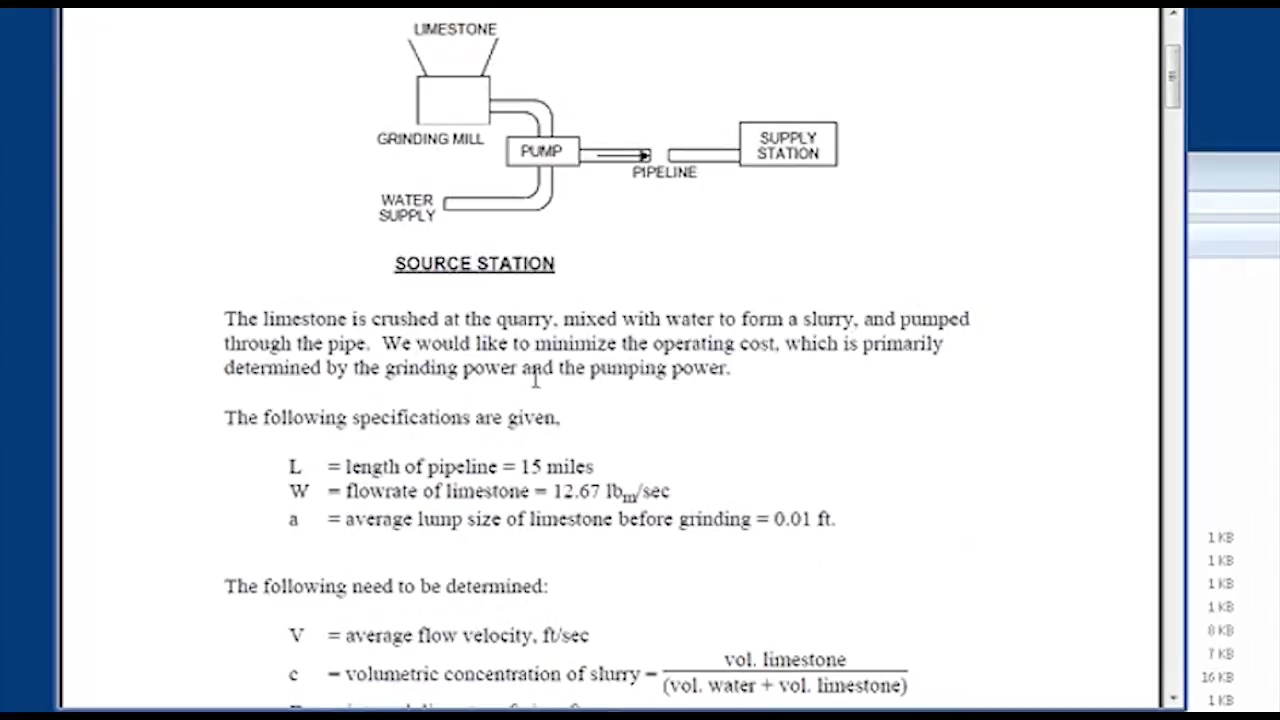 LIMESTONE
GRINDING MILL
PUMP
SUPPLY
STATION
PIPELINE
WATER
SUPPLY
SOURCE STATION
The limestone is crushed at the quarry, mixed with water to form a slurry, and pumped
through the pipe. We would like to minimize the operating cost, which is primarily
determined by the grinding power and the pumping power.
The following specifications are given,
L = length of pipeline = 15 miles
W = flowrate of limestone = 12.67 lbm/sec
a = average lump size of limestone before grinding = 0.01 ft.
The following need to be determined:
V = average flow velocity, ft/sec
vol. limestone
c = volumetric concentration of slurry =
(vol. water + vol. limestone)
1 KB
1 KB
1 KB
1 KB
8 KB
7 KB
16 KB
1 KB